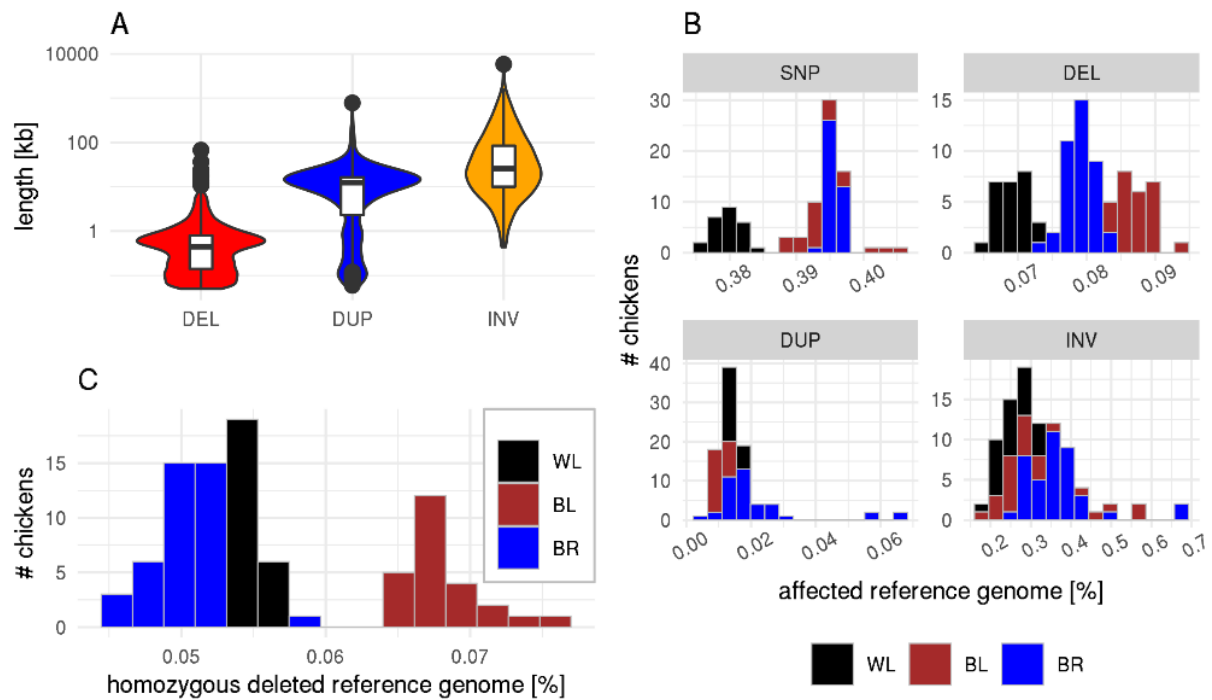 A
length [kb]
10000
100
1
DEL DUP INV
B
# chickens
SNP
30
20
10
0
0.38 0.39 0.40
DEL
15
10
5
0
0.07 0.08 0.09
DUP
40
30
20
10
0
0.00 0.02 0.04 0.06
INV
15
10
5
0
0.2 0.3 0.4 0.5 0.6 0.7
affected reference genome [%]
WL BL BR
C
# chickens
15
10
5
0
0.05 0.06 0.07
homozygous deleted reference genome [%]
WL
BL
BR